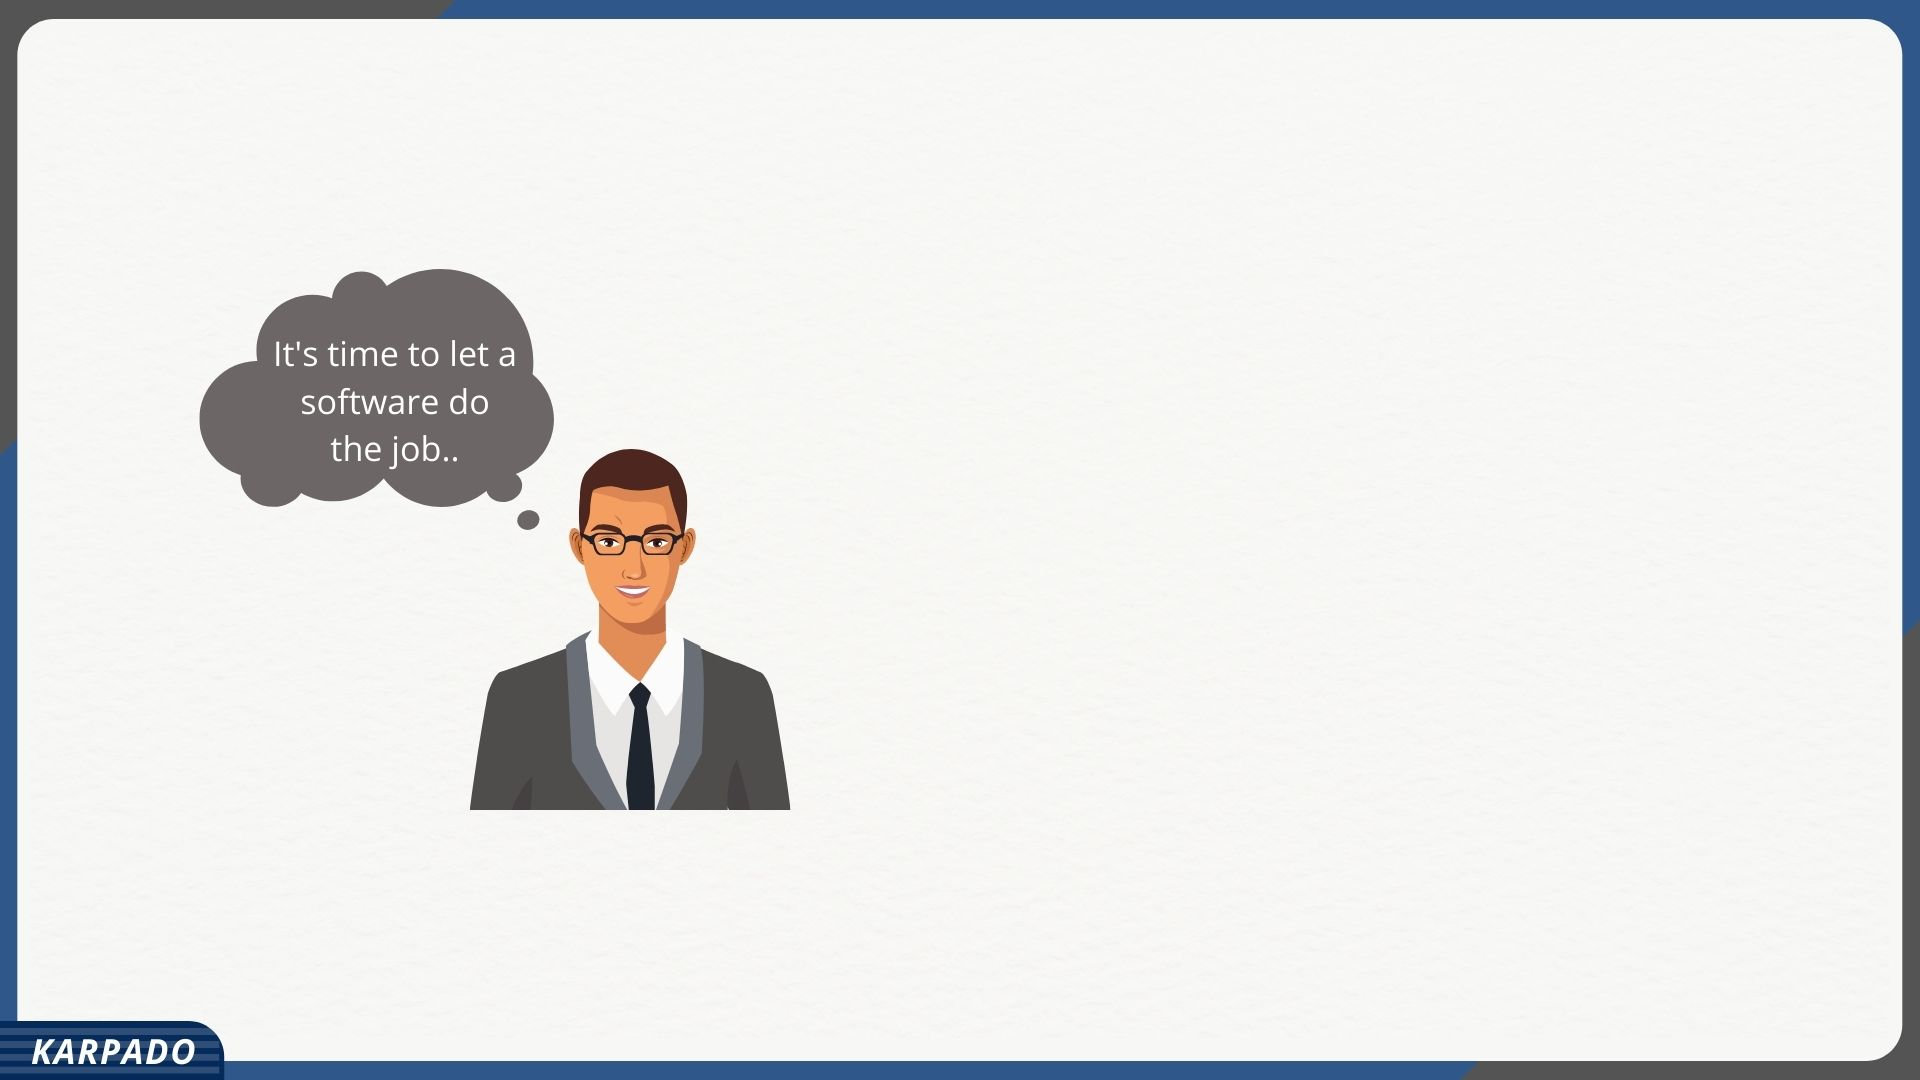 It's time to let a
software do
the job..
KARPADO